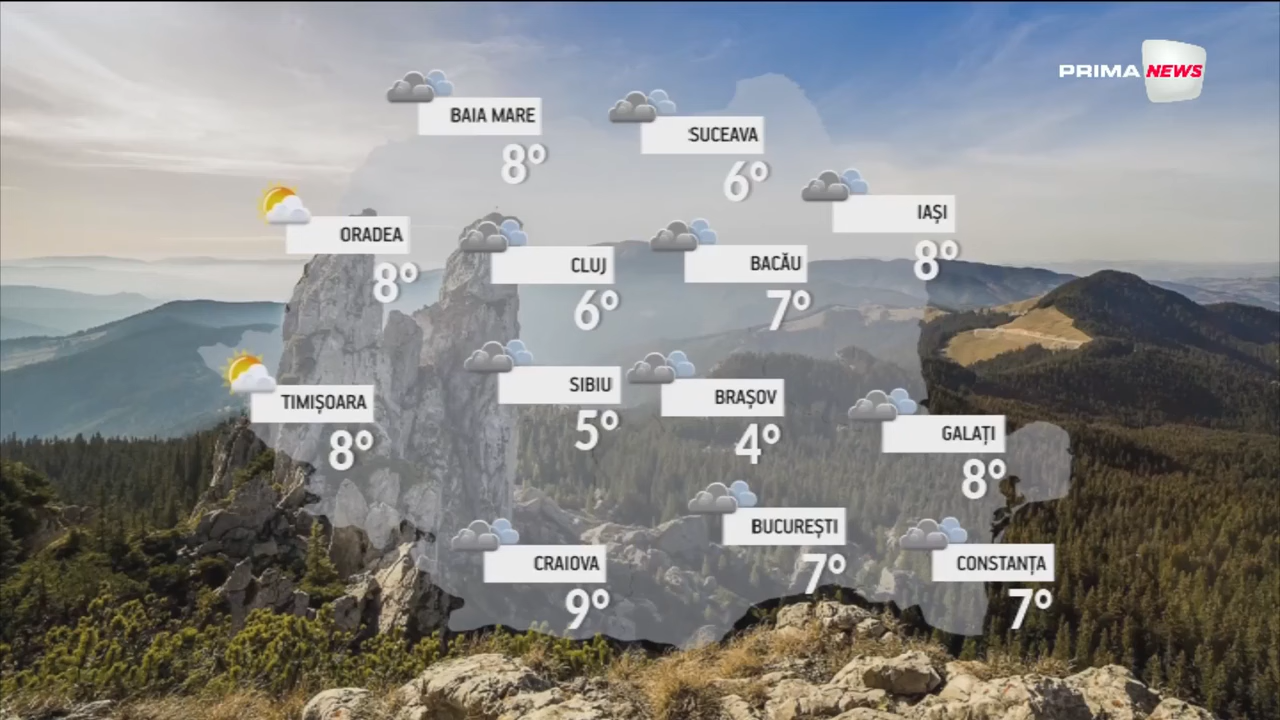 PRIMA NEWS
BAIA MARE
8°
SUCEAVA
6°
IAȘI
8°
ORADEA
8°
CLUJ
6°
BACĂU
7°
TIMIȘOARA
8°
SIBIU
5°
BRAȘOV
4°
GALAȚI
8°
BUCUREȘTI
7°
CRAIOVA
9°
CONSTANȚA
7°